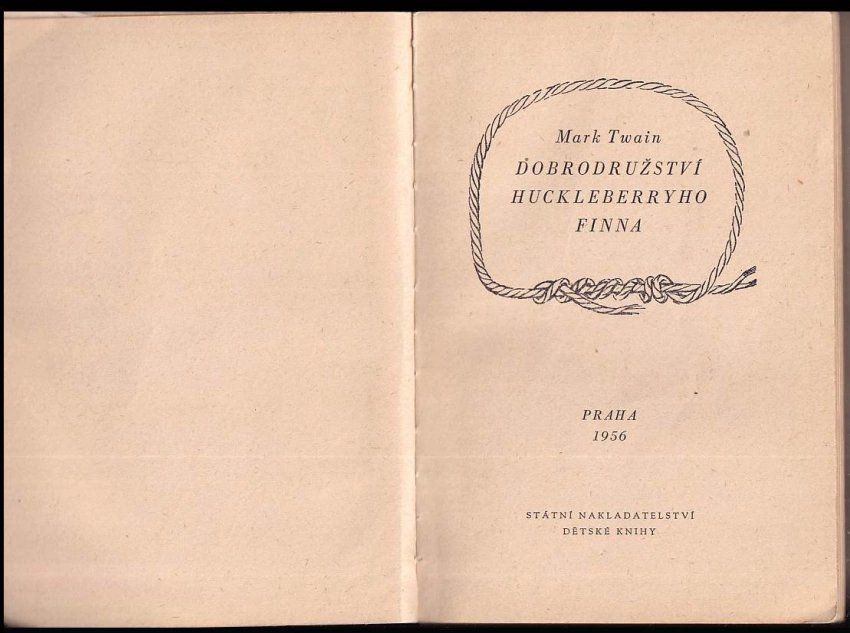 Mark Twain
DOBRODRUŽSTVÍ
HUCKLEBERRYHO
FINNA
PRAHA
1956
STÁTNÍ NAKLADATELSTVÍ
DĚTSKÉ KNIHY